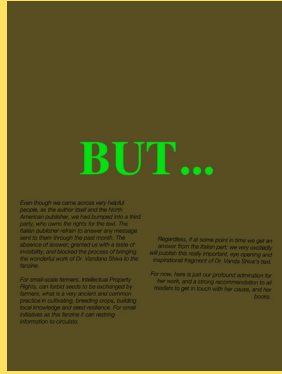 BUT...
Even though we came across very helpful
people, as the author itself and the North
American publisher, we had bumped into a third
party, who owns the rights for the text. The
Italian publisher refrain to answer any message
sent to them through the past month. The
absence of answer, granted us with a taste of
invisibility, and blocked the process of bringing
the wonderful work of Dr. Vandana Shiva to the
fanzine.
For small scale farmers, Intellectual Property
Rights, can forbid seeds to be exchanged by
farmers, what is a very ancient and common
practice in cultivating, breeding crops, building
local knowledge and seed resilience. For small
initiatives as this fanzine it can restring
information to circulate.
Regardless, if at some point in time we get an
answer from the Italian part; we very excitedly
will publish this really important, eye opening and
inspirational fragment of Dr. Vanda Shiva's text.
For now, here is just our profound admiration for
her work, and a strong recommendation to all
readers to get in touch with her cause, and her
books.